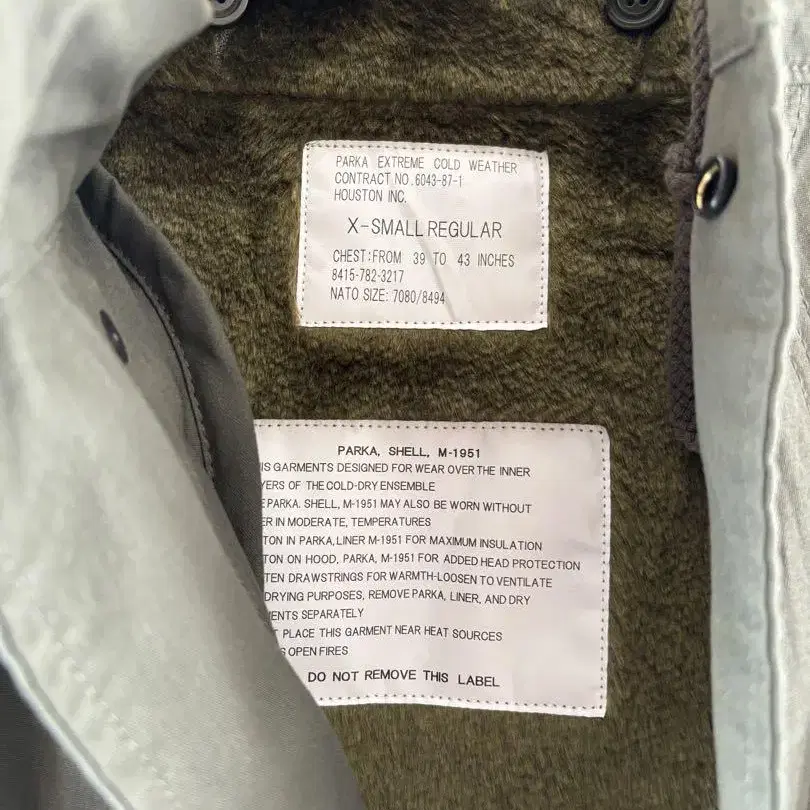 PARKA EXTREME COLD WEATHER
CONTRACT NO.6043-87-1
HOUSTON INC.
X-SMALL REGULAR
CHEST:FROM 39 TO 43 INCHES
8415-782-3217
NATO SIZE: 7080/8494
PARKA, SHELL, M-1951
IS GARMENTS DESIGNED FOR WEAR OVER THE INNER
YERS OF THE COLD-DRY ENSEMBLE
E PARKA. SHELL, M-1951 MAY ALSO BE WORN WITHOUT
ER IN MODERATE, TEMPERATURES
TON IN PARKA, LINER M-1951 FOR MAXIMUM INSULATION
TON ON HOOD, PARKA, M-1951 FOR ADDED HEAD PROTECTION
TEN DRAWSTRINGS FOR WARMTH-LOOSEN TO VENTILATE
DRYING PURPOSES, REMOVE PARKA, LINER, AND DRY
ENTS SEPARATELY
T PLACE THIS GARMENT NEAR HEAT SOURCES
S OPEN FIRES
DO NOT REMOVE THIS LABEL